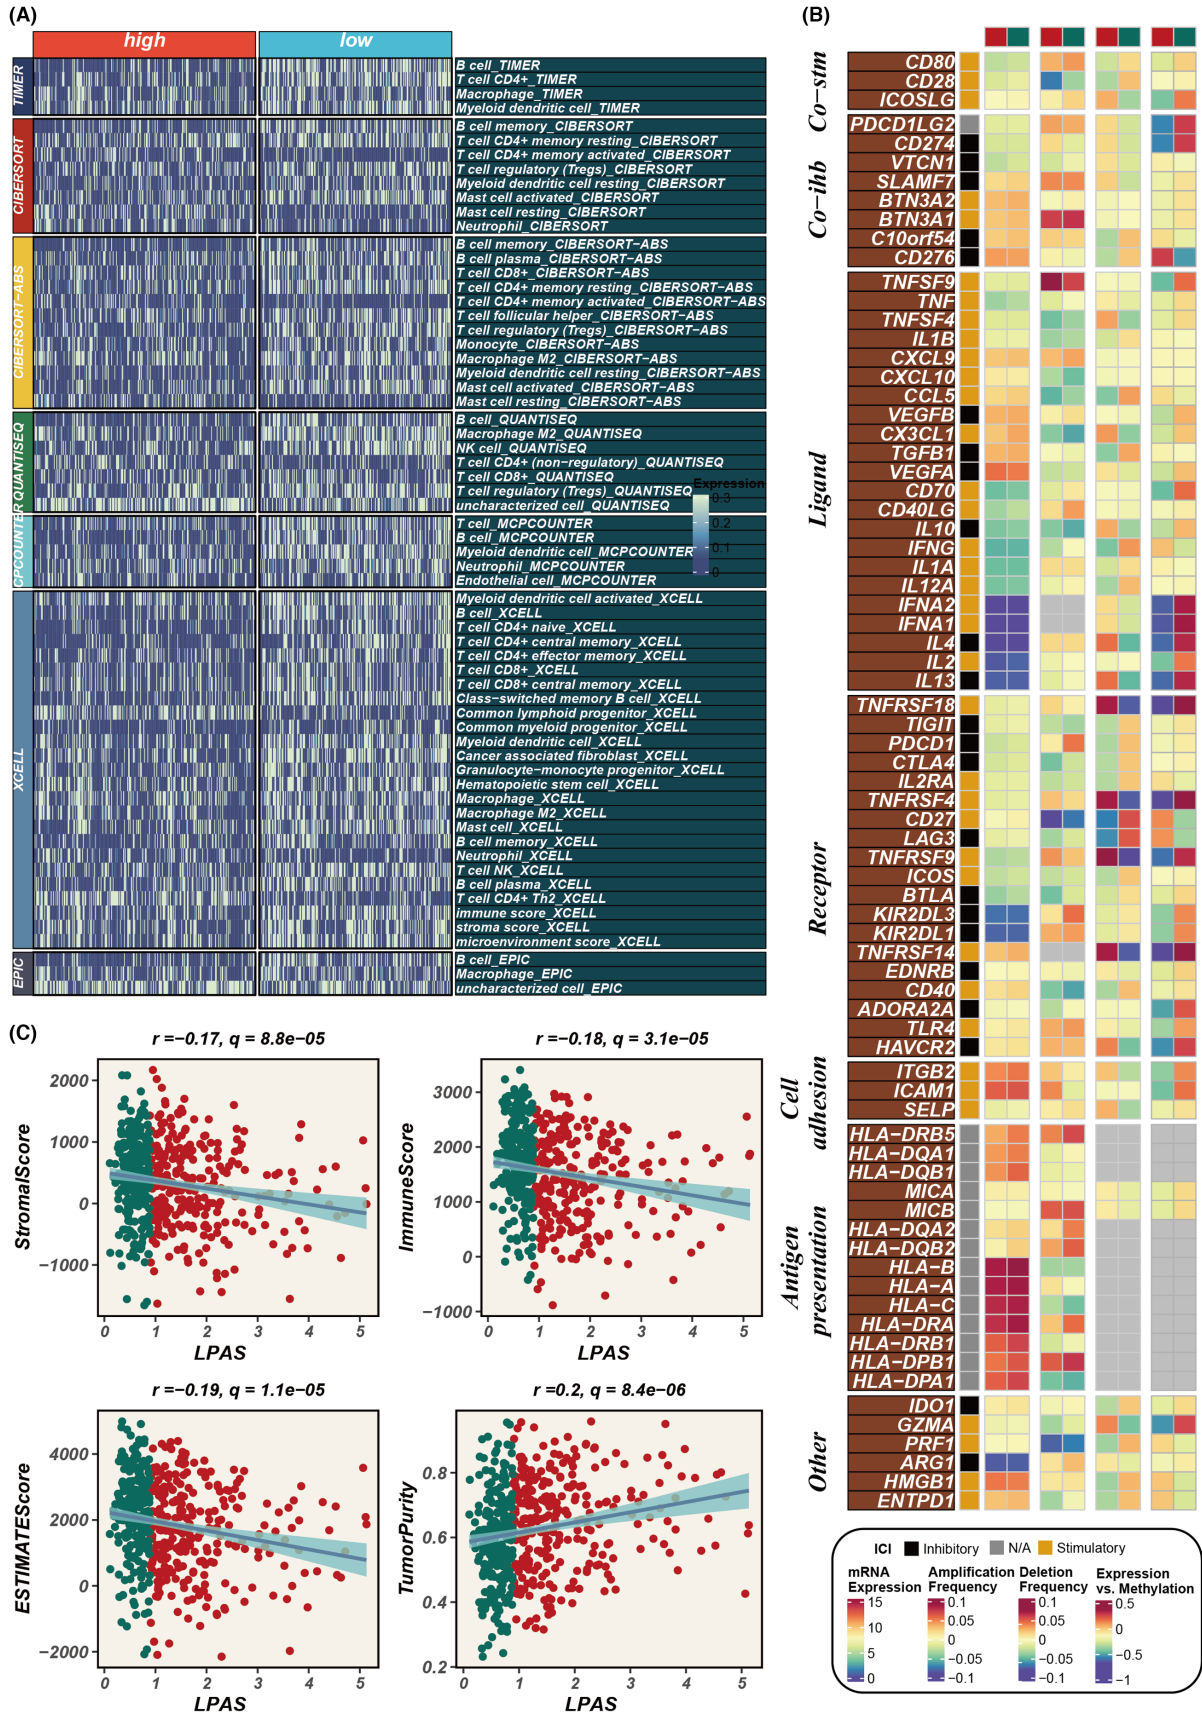 (A)
high
low
TIMER
B cell_TIMER
T cell CD4+_TIMER
Macrophage_TIMER
Myeloid dendritic cell_TIMER
CIBERSORT
B cell memory_CIBERSORT
T cell CD4+ memory resting_CIBERSORT
T cell CD4+ memory activated_CIBERSORT
T cell regulatory (Tregs)_CIBERSORT
Myeloid dendritic cell resting_CIBERSORT
Mast cell activated_CIBERSORT
Mast cell resting_CIBERSORT
Neutrophil_CIBERSORT
CIBERSORT−ABS
B cell memory_CIBERSORT−ABS
B cell plasma_CIBERSORT−ABS
T cell CD8+_CIBERSORT−ABS
T cell CD4+ memory resting_CIBERSORT−ABS
T cell CD4+ memory activated_CIBERSORT−ABS
T cell follicular helper_CIBERSORT−ABS
T cell regulatory (Tregs)_CIBERSORT−ABS
Monocyte_CIBERSORT−ABS
Macrophage M2_CIBERSORT−ABS
Myeloid dendritic cell resting_CIBERSORT−ABS
Mast cell activated_CIBERSORT−ABS
Mast cell resting_CIBERSORT−ABS
QUANTISEQ
B cell_QUANTISEQ
Macrophage M2_QUANTISEQ
NK cell_QUANTISEQ
T cell CD4+ (non−regulatory)_QUANTISEQ
T cell CD8+_QUANTISEQ
T cell regulatory (Tregs)_QUANTISEQ
uncharacterized cell_QUANTISEQ
Expression
0.3
0.2
0.1
0
CPCOUNTER
T cell_MCPCOUNTER
B cell_MCPCOUNTER
Myeloid dendritic cell_MCPCOUNTER
Neutrophil_MCPCOUNTER
Endothelial cell_MCPCOUNTER
XCELL
Myeloid dendritic cell activated_XCELL
B cell_XCELL
T cell CD4+ naive_XCELL
T cell CD4+ central memory_XCELL
T cell CD4+ effector memory_XCELL
T cell CD8+_XCELL
T cell CD8+ central memory_XCELL
Class−switched memory B cell_XCELL
Common lymphoid progenitor_XCELL
Common myeloid progenitor_XCELL
Myeloid dendritic cell_XCELL
Cancer associated fibroblast_XCELL
Granulocyte−monocyte progenitor_XCELL
Hematopoietic stem cell_XCELL
Macrophage_XCELL
Macrophage M2_XCELL
Mast cell_XCELL
B cell memory_XCELL
Neutrophil_XCELL
T cell NK_XCELL
B cell plasma_XCELL
T cell CD4+ Th2_XCELL
immune score_XCELL
stroma score_XCELL
microenvironment score_XCELL
EPIC
B cell_EPIC
Macrophage_EPIC
uncharacterized cell_EPIC
(B)
Co−stm
CD80
CD28
ICOSLG
Co−ihb
PDCD1LG2
CD274
VTCN1
SLAMF7
BTN3A2
BTN3A1
C10orf54
CD276
Ligand
TNFSF9
TNF
TNFSF4
IL1B
CXCL9
CXCL10
CCL5
VEGFB
CX3CL1
TGFB1
VEGFA
CD70
CD40LG
IL10
IFNG
IL1A
IL12A
IFNA2
IFNA1
IL4
IL2
IL13
Receptor
TNFRSF18
TIGIT
PDCD1
CTLA4
IL2RA
TNFRSF4
CD27
LAG3
TNFRSF9
ICOS
BTLA
KIR2DL3
KIR2DL1
TNFRSF14
EDNRB
CD40
ADORA2A
TLR4
HAVCR2
Cell
adhesion
ITGB2
ICAM1
SELP
Antigen
presentation
HLA−DRB5
HLA−DQA1
HLA−DQB1
MICA
MICB
HLA−DQA2
HLA−DQB2
HLA−B
HLA−A
HLA−C
HLA−DRA
HLA−DRB1
HLA−DPB1
HLA−DPA1
Other
IDO1
GZMA
PRF1
ARG1
HMGB1
ENTPD1
ICI Inhibitory N/A Stimulatory
mRNA
Expression
15
10
5
0
Amplification
Frequency
0.1
0.05
0
−0.05
−0.1
Deletion
Frequency
0.1
0.05
0
−0.05
−0.1
Expression
vs. Methylation
0.5
0
−0.5
−1
(C)
r =−0.17, q = 8.8e−05
StromalScore
2000
1000
0
−1000
0 1 2 3 4 5
LPAS
r =−0.18, q = 3.1e−05
ImmuneScore
3000
2000
1000
0
−1000
0 1 2 3 4 5
LPAS
r =−0.19, q = 1.1e−05
ESTIMATEScore
4000
2000
0
−2000
0 1 2 3 4 5
LPAS
r =0.2, q = 8.4e−06
TumorPurity
0.8
0.6
0.4
0.2
0 1 2 3 4 5
LPAS